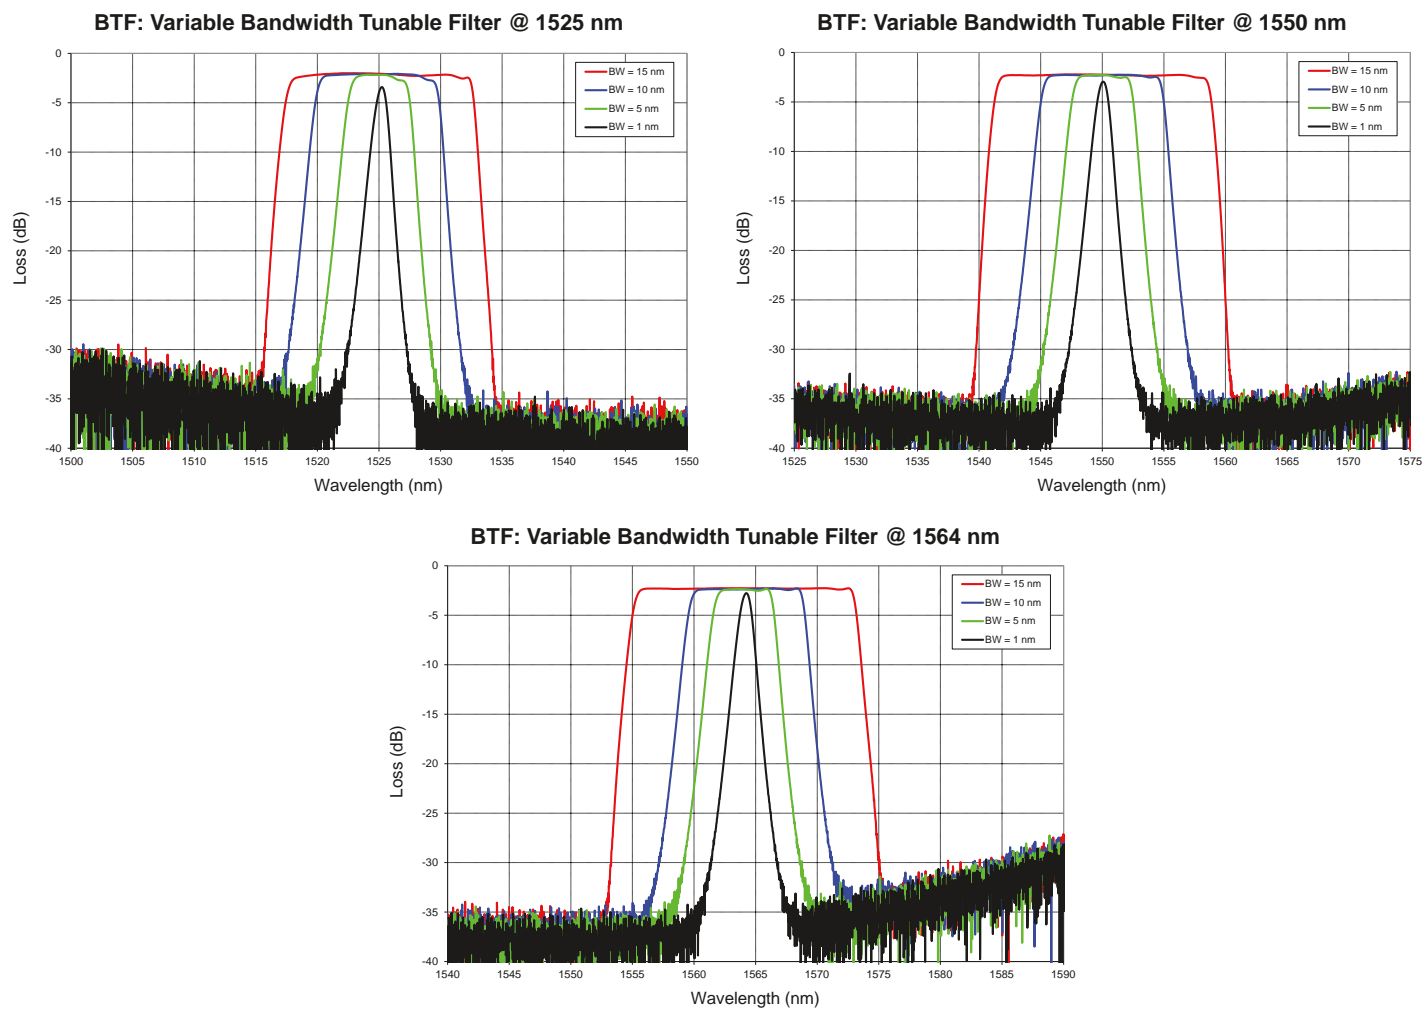 BTF: Variable Bandwidth Tunable Filter @ 1525 nm
0
-5
-10
-15
-20
-25
-30
-35
-40
Loss (dB)
BW = 15 nm
BW = 10 nm
BW = 5 nm
BW = 1 nm
1500 1505 1510 1515 1520 1525 1530 1535 1540 1545 1550
Wavelength (nm)
BTF: Variable Bandwidth Tunable Filter @ 1550 nm
0
-5
-10
-15
-20
-25
-30
-35
-40
Loss (dB)
BW = 15 nm
BW = 10 nm
BW = 5 nm
BW = 1 nm
1525 1530 1535 1540 1545 1550 1555 1560 1565 1570 1575
Wavelength (nm)
BTF: Variable Bandwidth Tunable Filter @ 1564 nm
0
-5
-10
-15
-20
-25
-30
-35
-40
Loss (dB)
BW = 15 nm
BW = 10 nm
BW = 5 nm
BW = 1 nm
1540 1545 1550 1555 1560 1565 1570 1575 1580 1585 1590
Wavelength (nm)